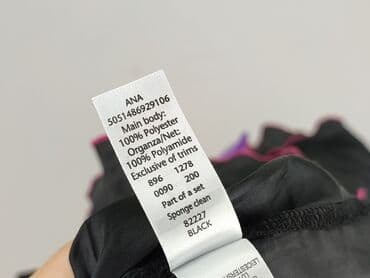 ANA
5051486929106
Main body:
100% Polyester
Organza/Net:
100% Polyamide
Exclusive of trims
896 1278
0090 200
Part of a set
Sponge clean
82227
BLACK